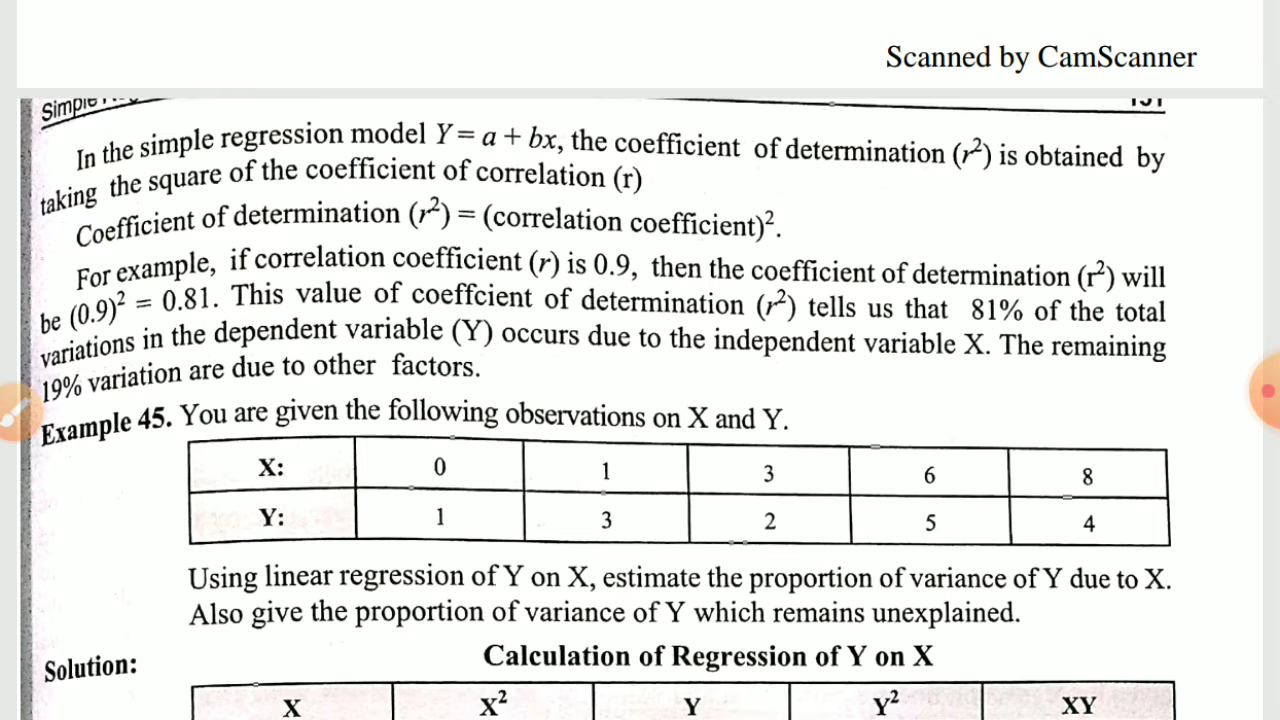 Scanned by CamScanner
In the simple regression model Y = a + bx, the coefficient of determination (r²) is obtained by
taking the square of the coefficient of correlation (r)
Coefficient of determination (r²) = (correlation coefficient)².
For example, if correlation coefficient (r) is 0.9, then the coefficient of determination (r²) will
be (0.9)² = 0.81. This value of coeffcient of determination (r²) tells us that 81% of the total
variations in the dependent variable (Y) occurs due to the independent variable X. The remaining
19% variation are due to other factors.
Example 45. You are given the following observations on X and Y.
X: 0 1 3 6 8
Y: 1 3 2 5 4
Using linear regression of Y on X, estimate the proportion of variance of Y due to X.
Also give the proportion of variance of Y which remains unexplained.
Solution: Calculation of Regression of Y on X
X X² Y Y² XY